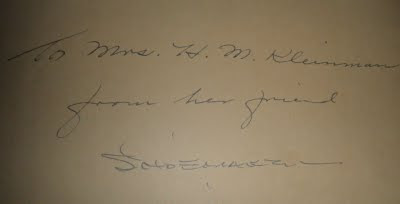 To Mrs. H. M. Kleinman
from her friend